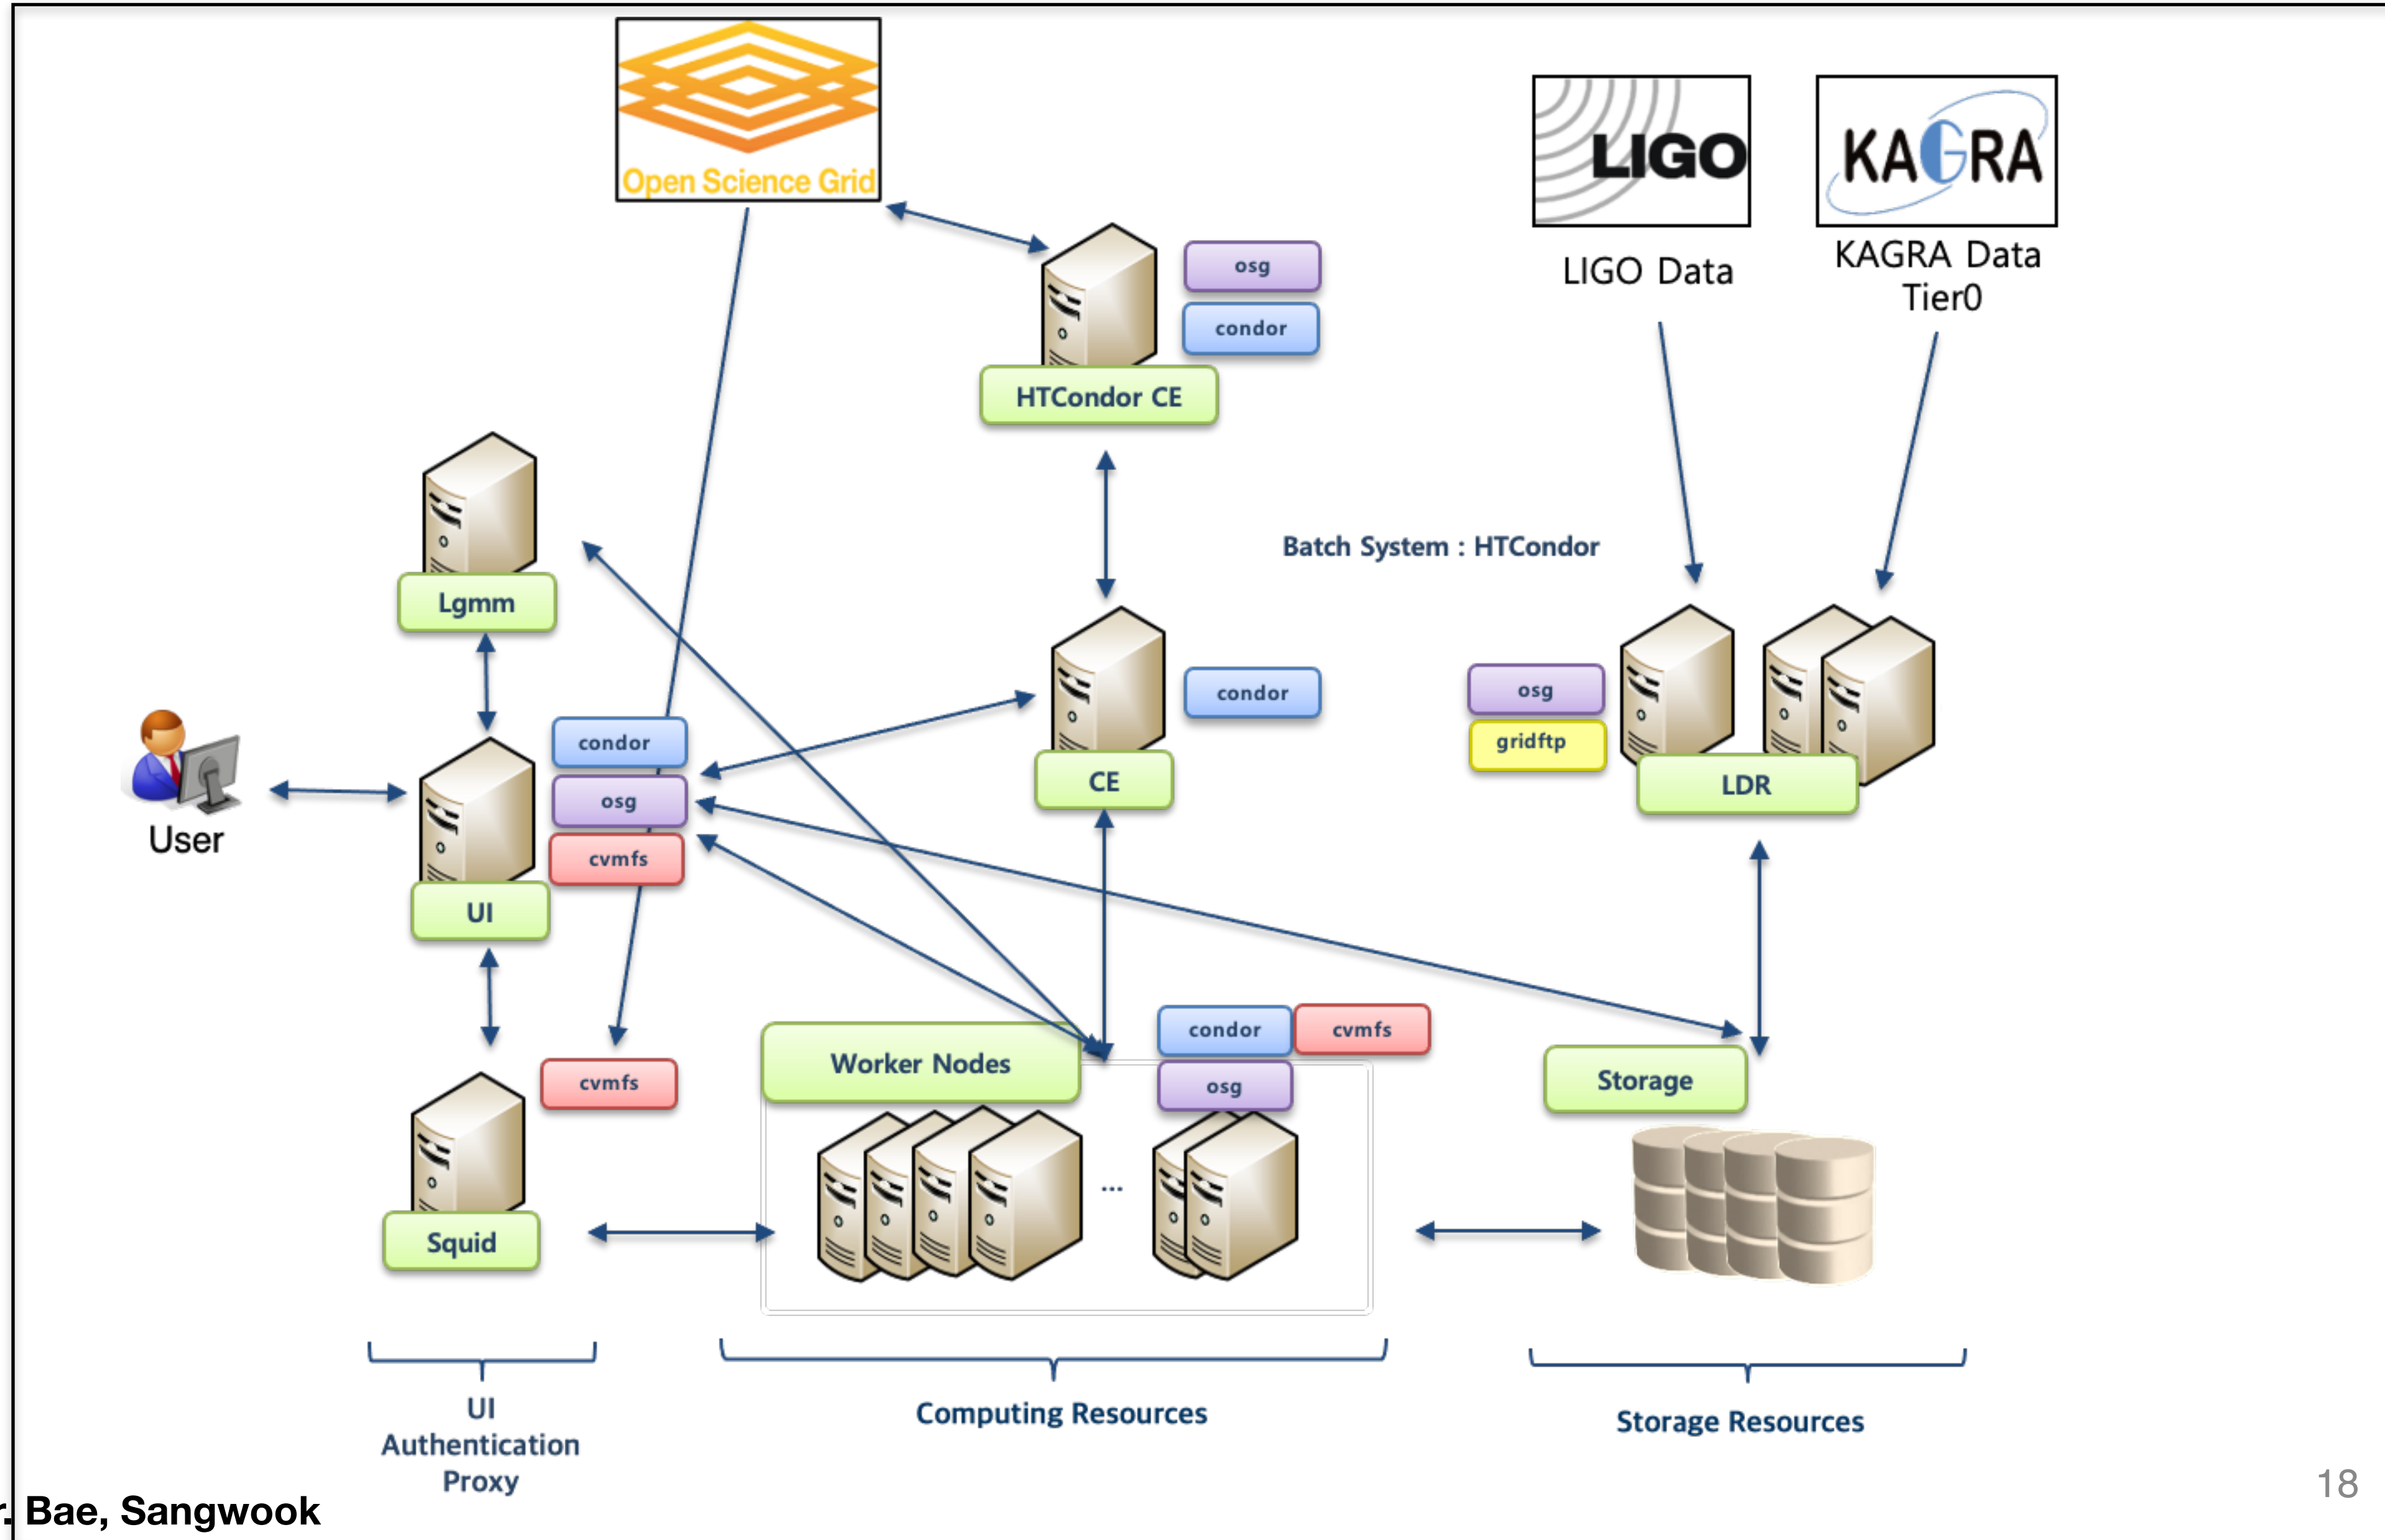 Open Science Grid
LIGO
KAGRA
LIGO Data
KAGRA Data
Tier0
osg
condor
HTCondor CE
Batch System : HTCondor
Lgmm
condor
osg
cvmfs
UI
User
condor
CE
osg
gridftp
LDR
cvmfs
Squid
Worker Nodes
condor
cvmfs
osg
...
Storage
UI
Authentication
Proxy
Computing Resources
Storage Resources
r. Bae, Sangwook
18